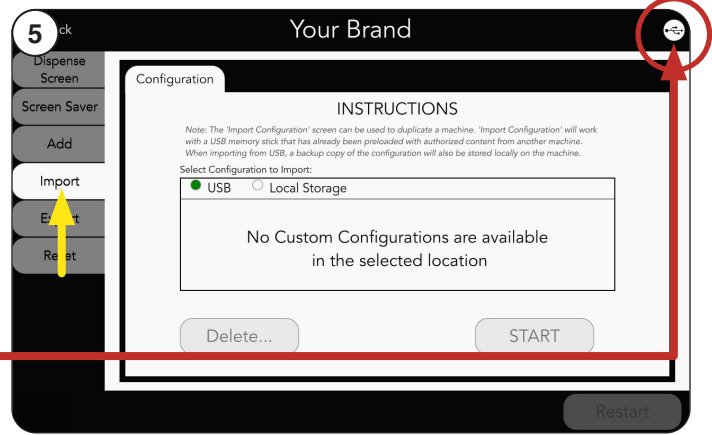 5
ck
Your Brand
Dispense
Screen
Screen Saver
Add
Import
Reset
Configuration
INSTRUCTIONS
Note: The 'Import Configuration' screen can be used to duplicate a machine. 'Import Configuration' will work
with a USB memory stick that has already been preloaded with authorized content from another machine.
When importing from USB, a backup copy of the configuration will also be stored locally on the machine.
Select Configuration to Import:
USB Local Storage
No Custom Configurations are available
in the selected location
Delete... START
Restart